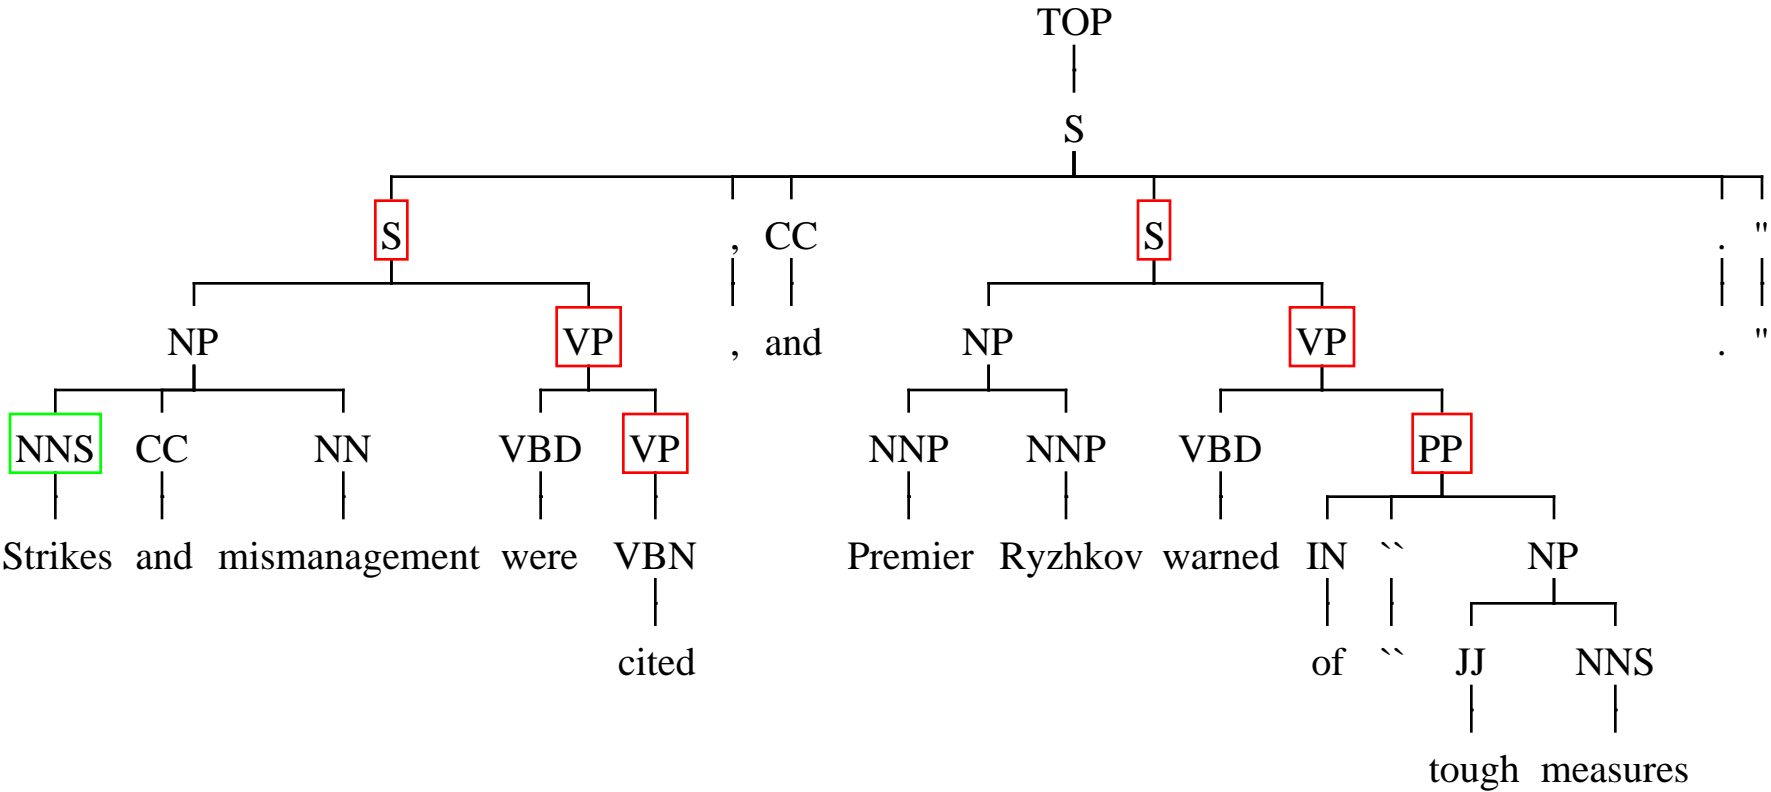 TOP
S
S , CC S . "
NP VP , and NP VP . "
NNS CC NN VBD VP NNP NNP VBD PP
Strikes and mismanagement were VBN Premier Ryzhkov warned IN `` NP
cited of `` JJ NNS
tough measures